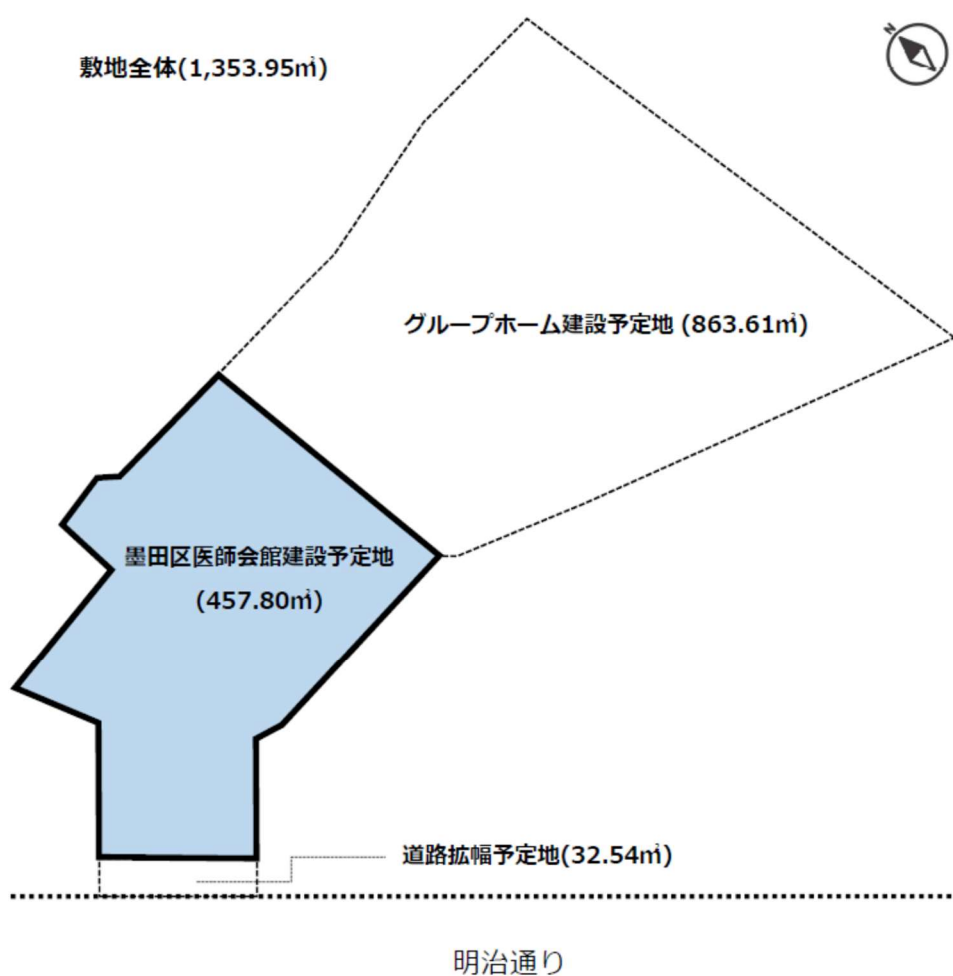 N
敷地全体(1,353.95㎡)
グループホーム建設予定地 (863.61㎡)
墨田区医師会館建設予定地
(457.80㎡)
道路拡幅予定地(32.54㎡)
明治通り